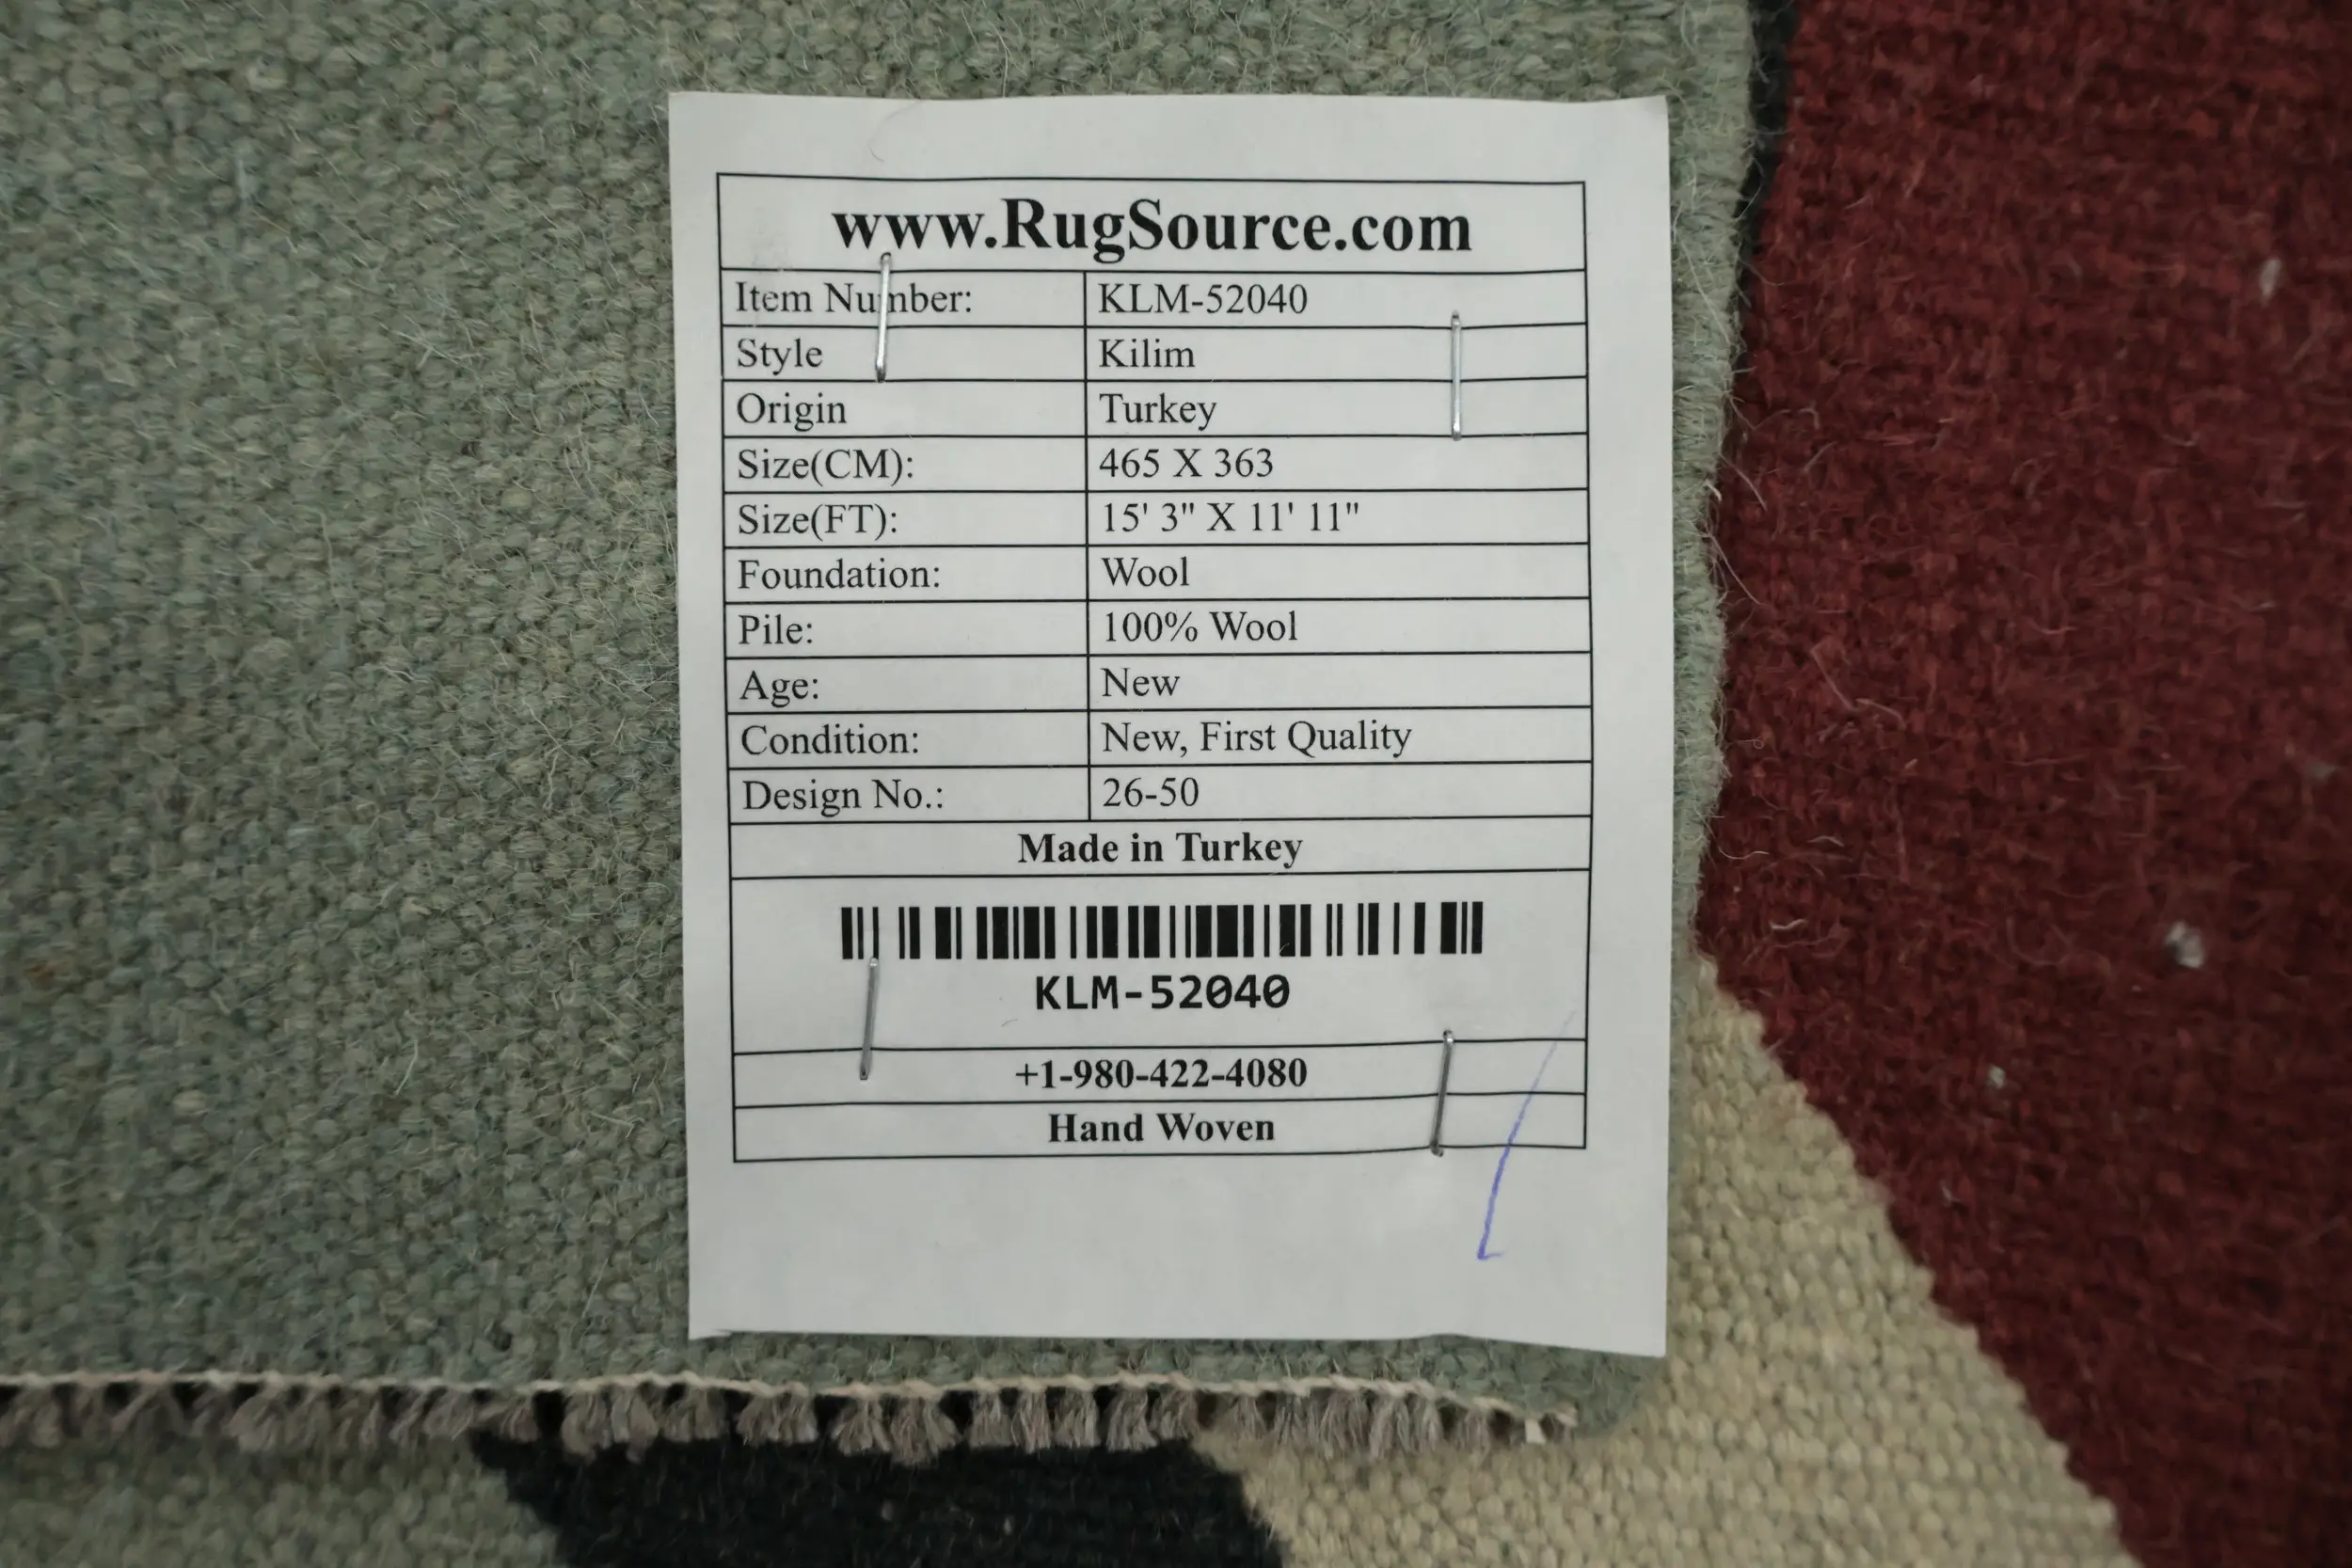 www.RugSource.com
Item Number: KLM-52040
Style Kilim
Origin Turkey
Size(CM): 465 X 363
Size(FT): 15' 3" X 11' 11"
Foundation: Wool
Pile: 100% Wool
Age: New
Condition: New, First Quality
Design No.: 26-50
Made in Turkey
KLM-52040
+1-980-422-4080
Hand Woven